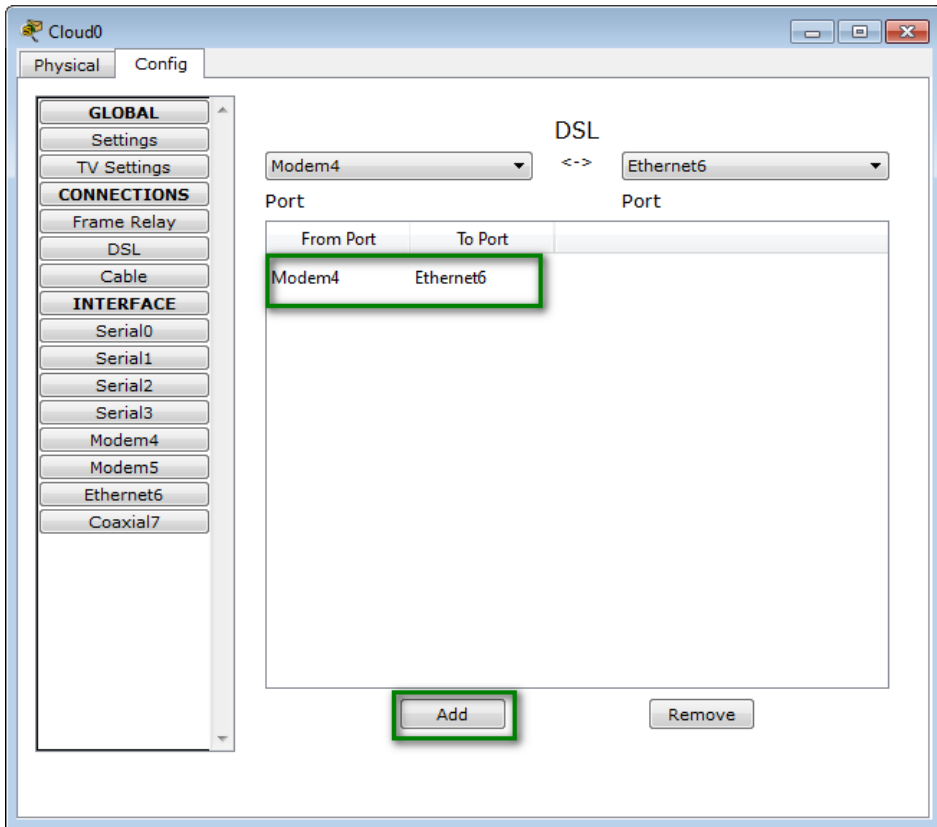 Cloud0
Physical Config
GLOBAL
Settings
TV Settings
CONNECTIONS
Frame Relay
DSL
Cable
INTERFACE
Serial0
Serial1
Serial2
Serial3
Modem4
Modem5
Ethernet6
Coaxial7
DSL
Modem4 <-> Ethernet6
Port Port
From Port To Port
Modem4 Ethernet6
Add Remove